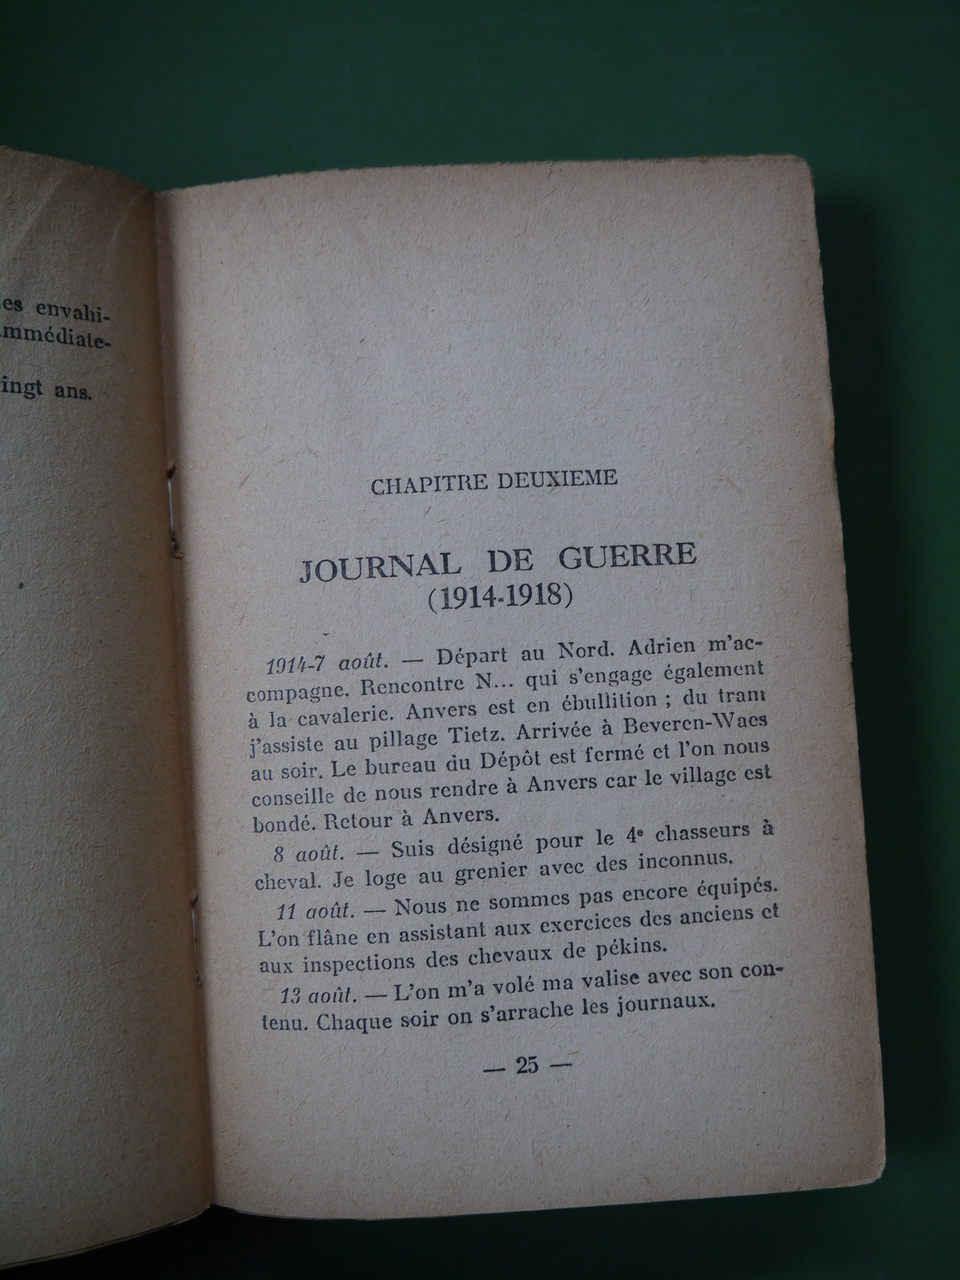 es envahi-
mmédiate-
ingt ans.
CHAPITRE DEUXIEME
JOURNAL DE GUERRE
(1914-1918)
1914-7 août. — Départ au Nord. Adrien m'ac-
compagne. Rencontre N... qui s'engage également
à la cavalerie. Anvers est en ébullition ; du tram
j'assiste au pillage Tietz. Arrivée à Beveren-Waes
au soir. Le bureau du Dépôt est fermé et l'on nous
conseille de nous rendre à Anvers car le village est
bondé. Retour à Anvers.
8 août. — Suis désigné pour le 4e chasseurs à
cheval. Je loge au grenier avec des inconnus.
11 août. — Nous ne sommes pas encore équipés.
L'on flâne en assistant aux exercices des anciens et
aux inspections des chevaux de pékins.
13 août. — L'on m'a volé ma valise avec son con-
tenu. Chaque soir on s'arrache les journaux.
— 25 —